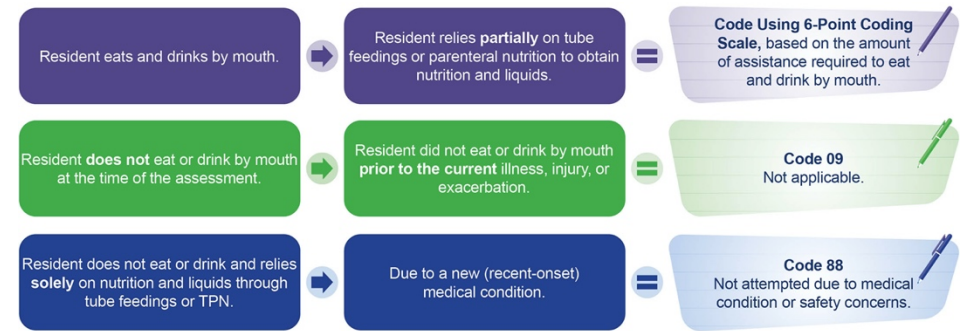 Resident eats and drinks by mouth.
Resident relies partially on tube
feedings or parenteral nutrition to obtain
nutrition and liquids.
Code Using 6-Point Coding
Scale, based on the amount
of assistance required to eat
and drink by mouth.
Resident does not eat or drink by mouth
at the time of the assessment.
Resident did not eat or drink by mouth
prior to the current illness, injury, or
exacerbation.
Code 09
Not applicable.
Resident does not eat or drink and relies
solely on nutrition and liquids through
tube feedings or TPN.
Due to a new (recent-onset)
medical condition.
Code 88
Not attempted due to medical
condition or safety concerns.